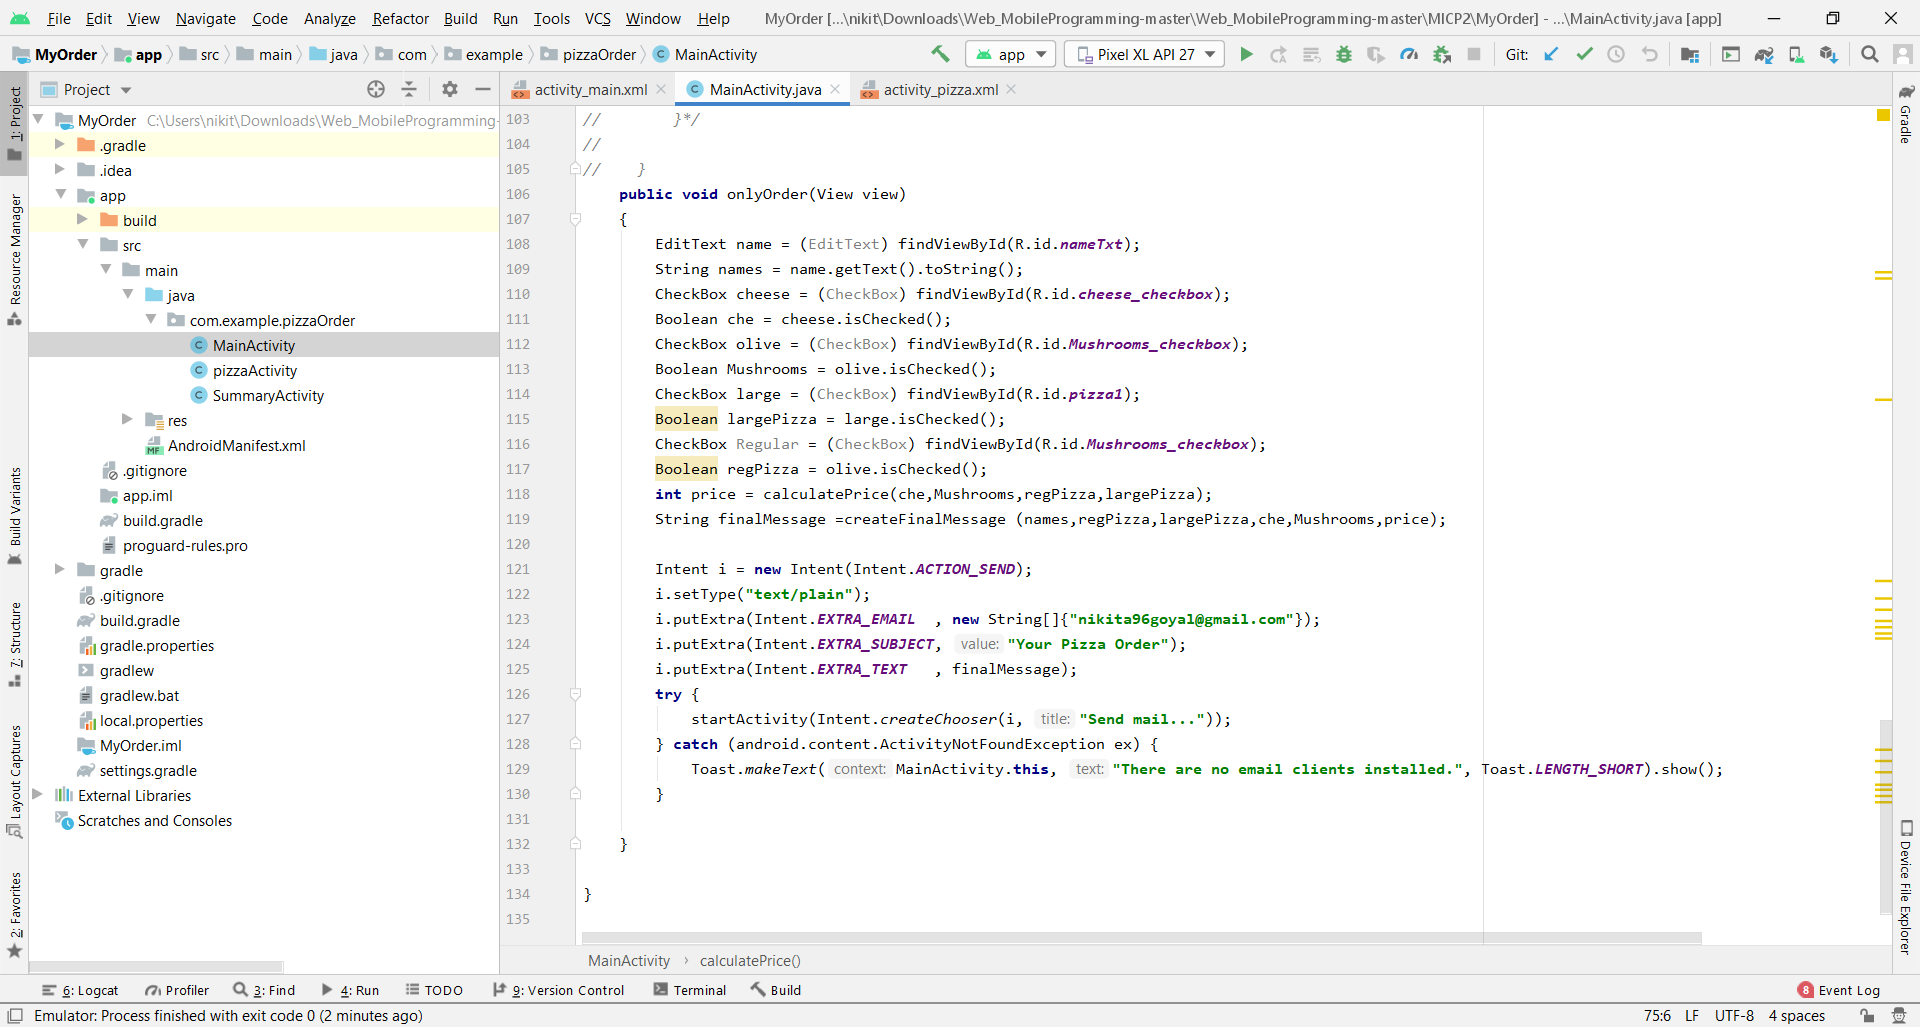 File Edit View Navigate Code Analyze Refactor Build Run Tools VCS Window Help MyOrder [...\nikit\Downloads\Web_MobileProgramming-master\Web_MobileProgramming-master\MICP2\MyOrder] - ...\MainActivity.java [app]
MyOrder app src main java com example pizzaOrder MainActivity app Pixel XL API 27 Git:
Project activity_main.xml MainActivity.java activity_pizza.xml
MyOrder C:\Users\nikit\Downloads\Web_MobileProgramming-
.gradle
.idea
app
build
src
main
java
com.example.pizzaOrder
MainActivity
pizzaActivity
SummaryActivity
res
AndroidManifest.xml
.gitignore
app.iml
build.gradle
proguard-rules.pro
gradle
.gitignore
build.gradle
gradle.properties
gradlew
gradlew.bat
local.properties
MyOrder.iml
settings.gradle
External Libraries
Scratches and Consoles
1: Project
Resource Manager
Build Variants
7: Structure
Layout Captures
2: Favorites
103 // }*/
104 //
105 // }
106 public void onlyOrder(View view)
107 {
108 EditText name = (EditText) findViewById(R.id.nameTxt);
109 String names = name.getText().toString();
110 CheckBox cheese = (CheckBox) findViewById(R.id.cheese_checkbox);
111 Boolean che = cheese.isChecked();
112 CheckBox olive = (CheckBox) findViewById(R.id.Mushrooms_checkbox);
113 Boolean Mushrooms = olive.isChecked();
114 CheckBox large = (CheckBox) findViewById(R.id.pizza1);
115 Boolean largePizza = large.isChecked();
116 CheckBox Regular = (CheckBox) findViewById(R.id.Mushrooms_checkbox);
117 Boolean regPizza = olive.isChecked();
118 int price = calculatePrice(che,Mushrooms,regPizza,largePizza);
119 String finalMessage =createFinalMessage (names,regPizza,largePizza,che,Mushrooms,price);
120
121 Intent i = new Intent(Intent.ACTION_SEND);
122 i.setType("text/plain");
123 i.putExtra(Intent.EXTRA_EMAIL , new String[]{"nikita96goyal@gmail.com"});
124 i.putExtra(Intent.EXTRA_SUBJECT, value: "Your Pizza Order");
125 i.putExtra(Intent.EXTRA_TEXT , finalMessage);
126 try {
127 startActivity(Intent.createChooser(i, title: "Send mail..."));
128 } catch (android.content.ActivityNotFoundException ex) {
129 Toast.makeText( context: MainActivity.this, text: "There are no email clients installed.", Toast.LENGTH_SHORT).show();
130 }
131
132 }
133
134 }
135
MainActivity › calculatePrice()
Gradle
Device File Explorer
6: Logcat Profiler 3: Find 4: Run TODO 9: Version Control Terminal Build 8 Event Log
Emulator: Process finished with exit code 0 (2 minutes ago) 75:6 LF UTF-8 4 spaces